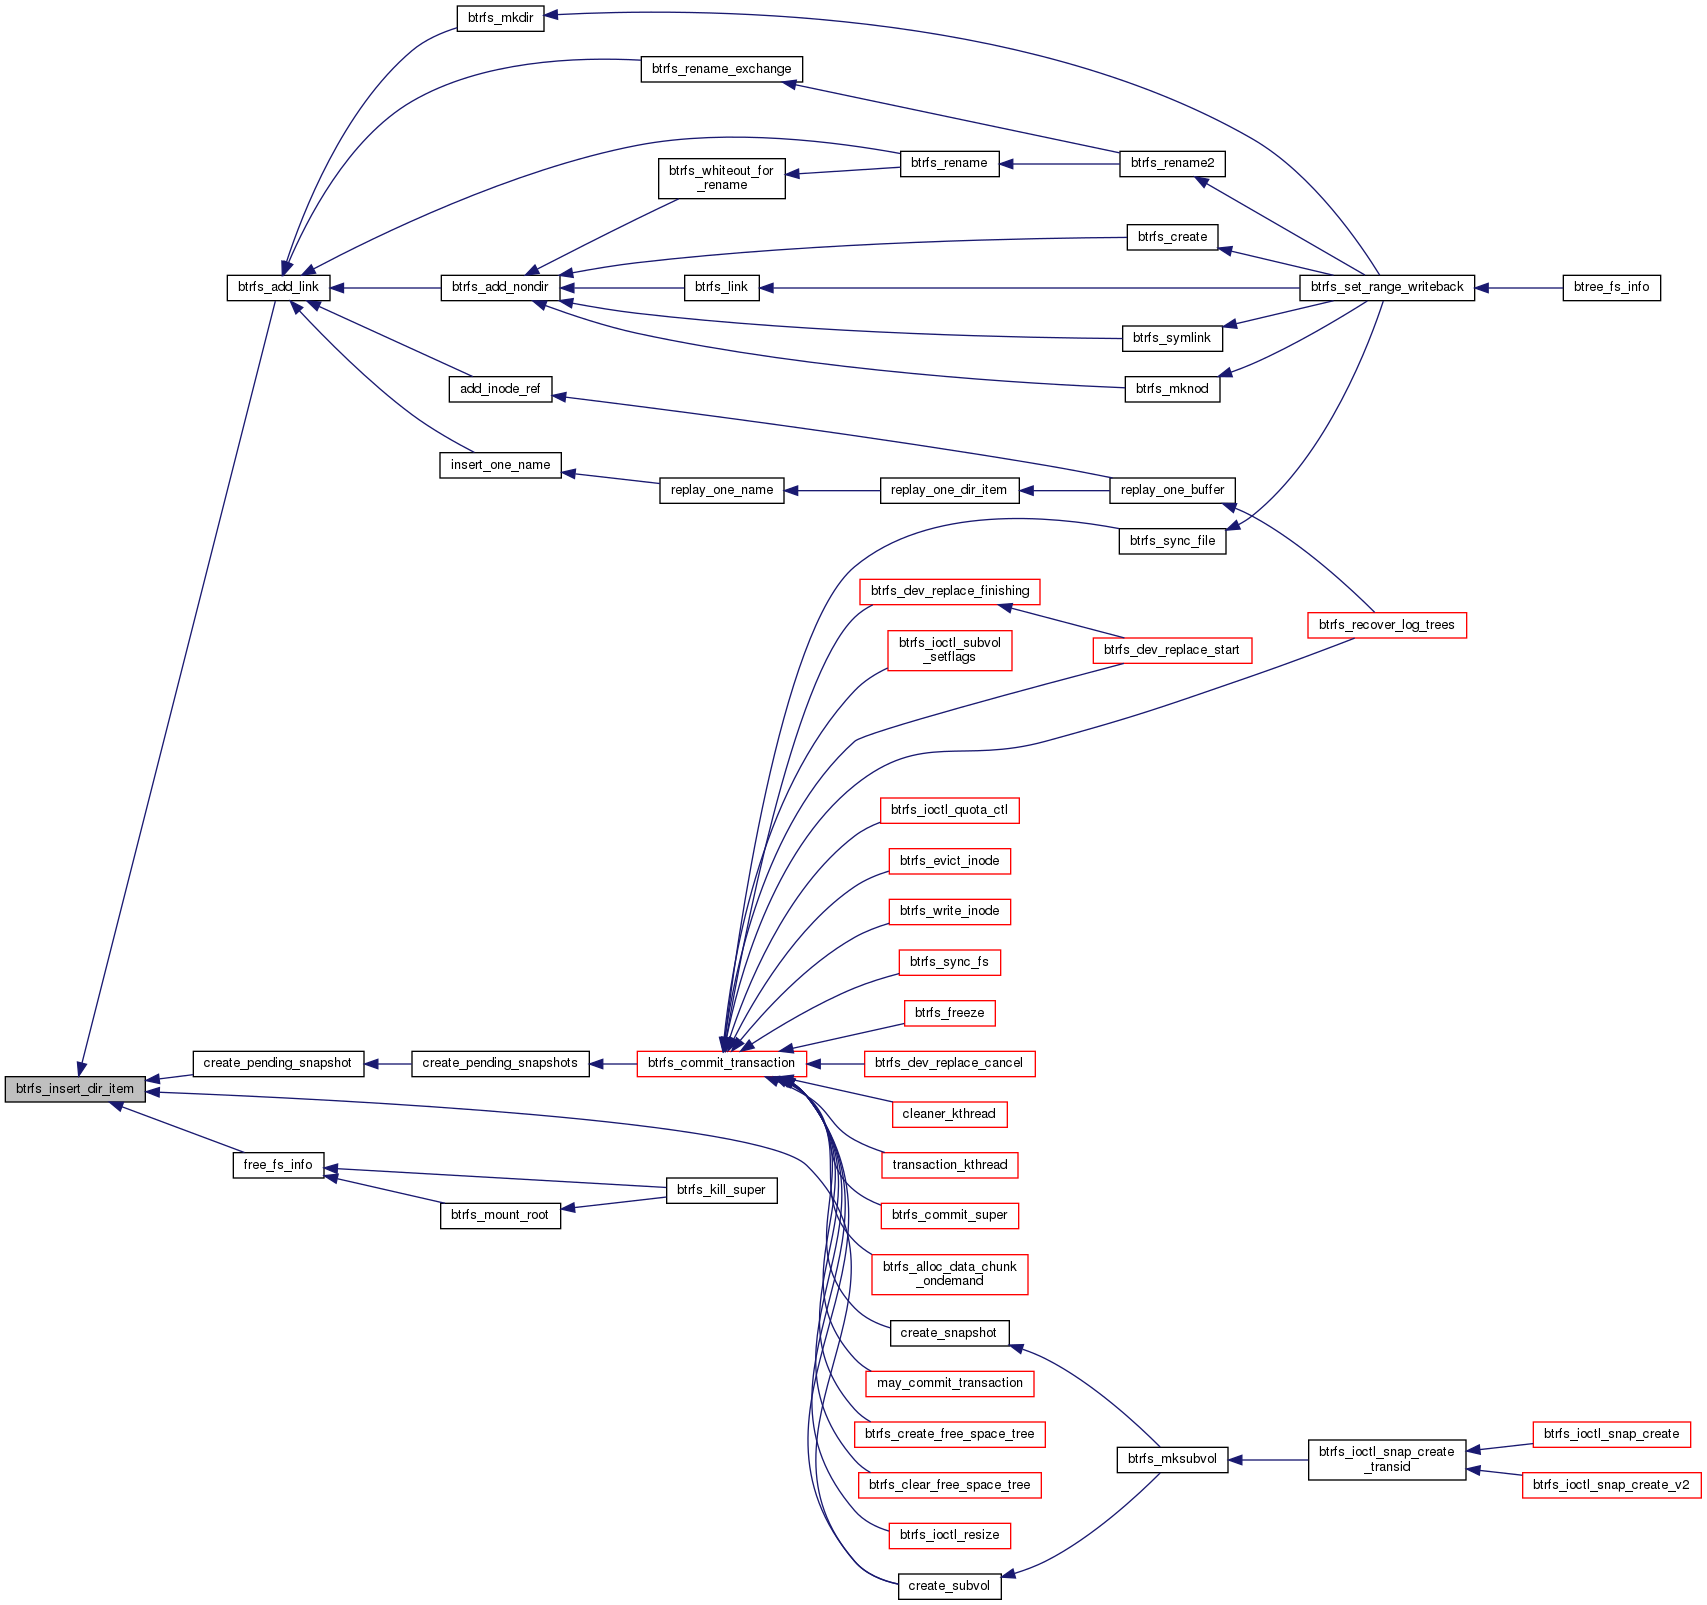 btrfs_mkdir
btrfs_rename_exchange
btrfs_rename
btrfs_rename2
btrfs_whiteout_for
_rename
btrfs_create
btrfs_add_link
btrfs_add_nondir
btrfs_link
btrfs_set_range_writeback
btree_fs_info
btrfs_symlink
add_inode_ref
btrfs_mknod
insert_one_name
replay_one_name
replay_one_dir_item
replay_one_buffer
btrfs_sync_file
btrfs_dev_replace_finishing
btrfs_recover_log_trees
btrfs_ioctl_subvol
_setflags
btrfs_dev_replace_start
btrfs_ioctl_quota_ctl
btrfs_evict_inode
btrfs_write_inode
btrfs_sync_fs
btrfs_freeze
create_pending_snapshot
create_pending_snapshots
btrfs_commit_transaction
btrfs_dev_replace_cancel
btrfs_insert_dir_item
cleaner_kthread
free_fs_info
transaction_kthread
btrfs_kill_super
btrfs_mount_root
btrfs_commit_super
btrfs_alloc_data_chunk
_ondemand
create_snapshot
may_commit_transaction
btrfs_create_free_space_tree
btrfs_ioctl_snap_create
btrfs_mksubvol
btrfs_ioctl_snap_create
_transid
btrfs_clear_free_space_tree
btrfs_ioctl_snap_create_v2
btrfs_ioctl_resize
create_subvol